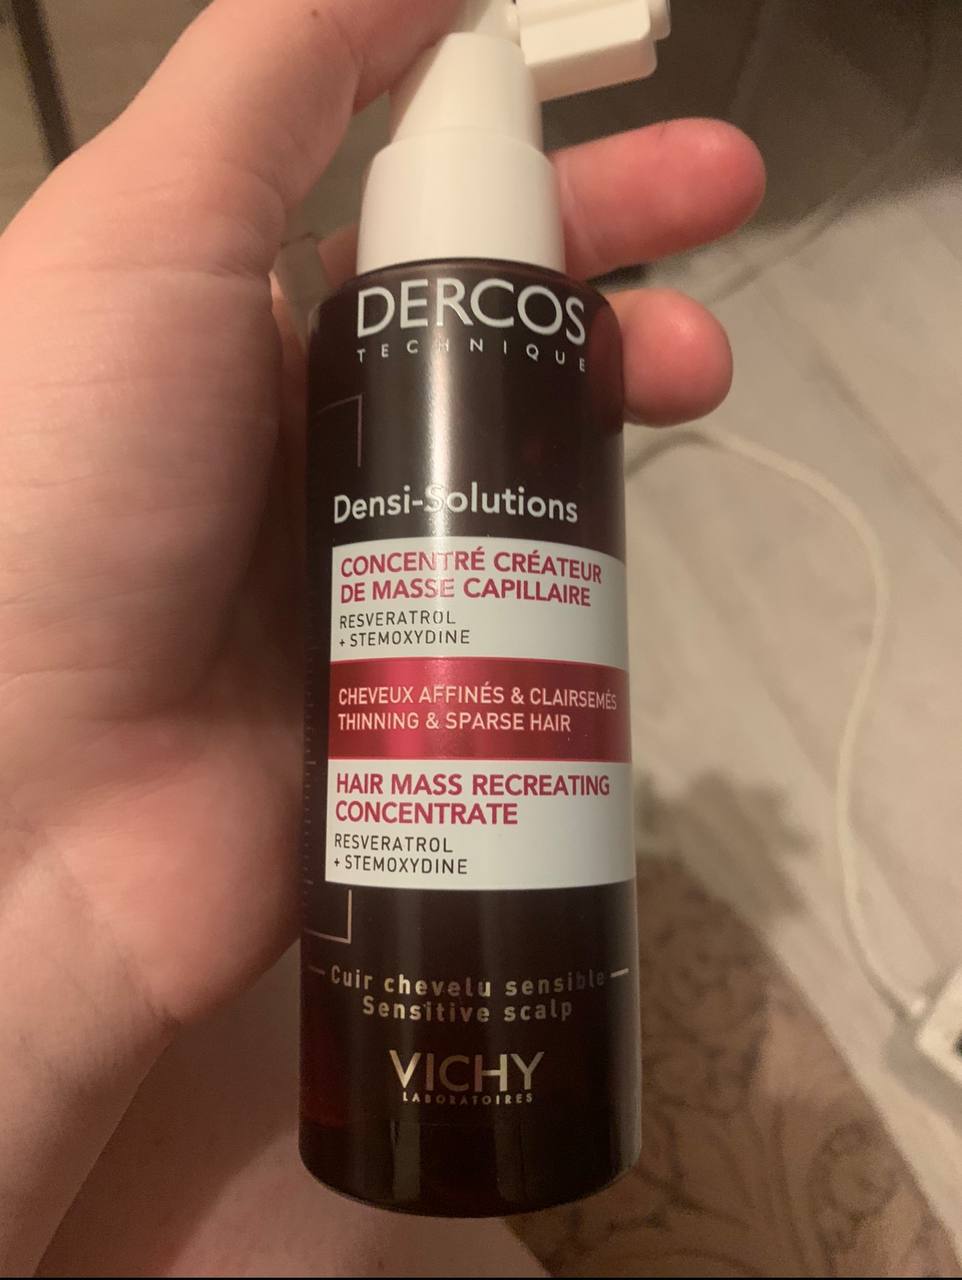 DERCOS
TECHNIQUE
Densi-Solutions
CONCENTRÉ CRÉATEUR
DE MASSE CAPILLAIRE
RESVERATROL
+ STEMOXYDINE
CHEVEUX AFFINÉS & CLAIRSEMÉS
THINNING & SPARSE HAIR
HAIR MASS RECREATING
CONCENTRATE
RESVERATROL
+ STEMOXYDINE
Cuir chevelu sensible
Sensitive scalp
VICHY
LABORATOIRES